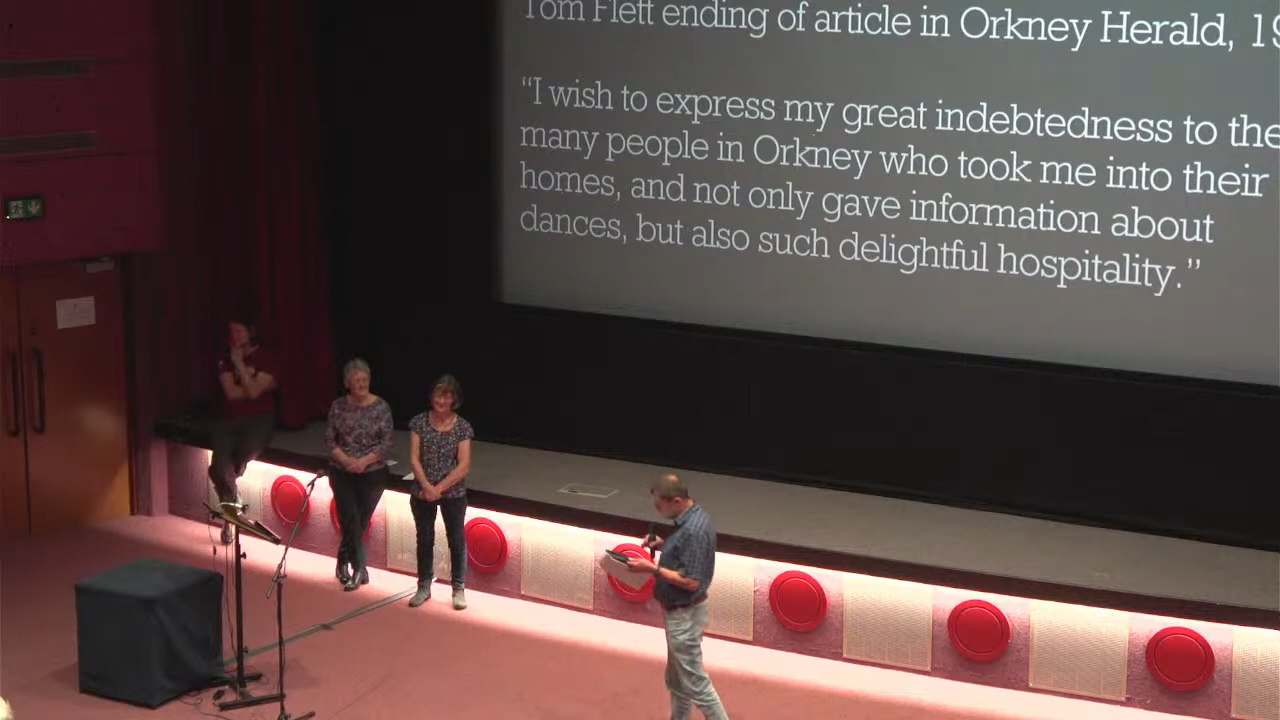 Tom Flett ending of article in Orkney Herald, 19
“I wish to express my great indebtedness to the
many people in Orkney who took me into their
homes, and not only gave information about
dances, but also such delightful hospitality.”